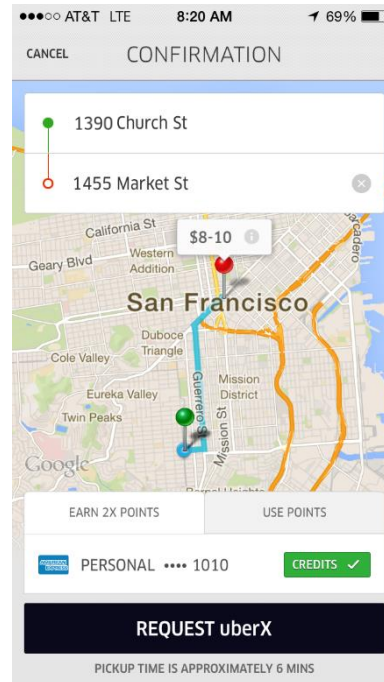 AT&T LTE 8:20 AM 69%
CANCEL CONFIRMATION
1390 Church St
1455 Market St
California St
$8-10
Geary Blvd
Western
Addition
San Francisco
Duboce
Triangle
Cole Valley
Mission
District
Eureka Valley
Guerrero St
Mission St
Twin Peaks
Google
EARN 2X POINTS USE POINTS
PERSONAL •••• 1010 CREDITS ✓
REQUEST uberX
PICKUP TIME IS APPROXIMATELY 6 MINS